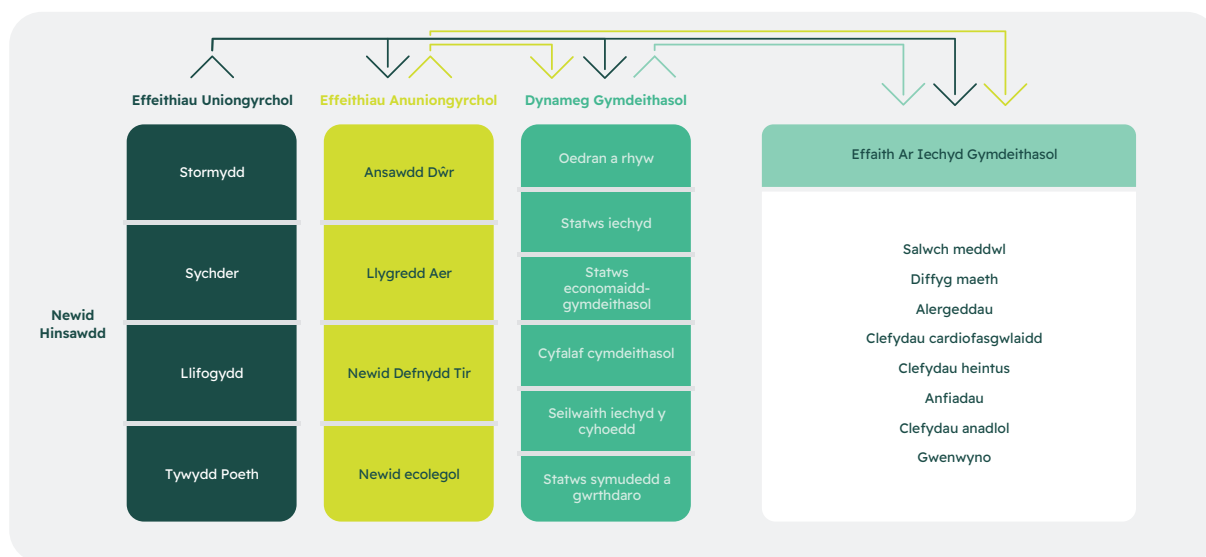 Newid
Hinsawdd
Effeithiau Uniongyrchol
Stormydd
Sychder
Llifogydd
Tywydd Poeth
Effeithiau Anuniongyrchol
Ansawdd Dŵr
Llygredd Aer
Newid Defnydd Tir
Newid ecolegol
Dynameg Gymdeithasol
Oedran a rhyw
Statws iechyd
Statws
economaidd-
gymdeithasol
Cyfalaf cymdeithasol
Seilwaith iechyd y
cyhoedd
Statws symudedd a
gwrthdaro
Effaith Ar Iechyd Gymdeithasol
Salwch meddwl
Diffyg maeth
Alergeddau
Clefydau cardiofasgwlaidd
Clefydau heintus
Anfiadau
Clefydau anadlol
Gwenwyno